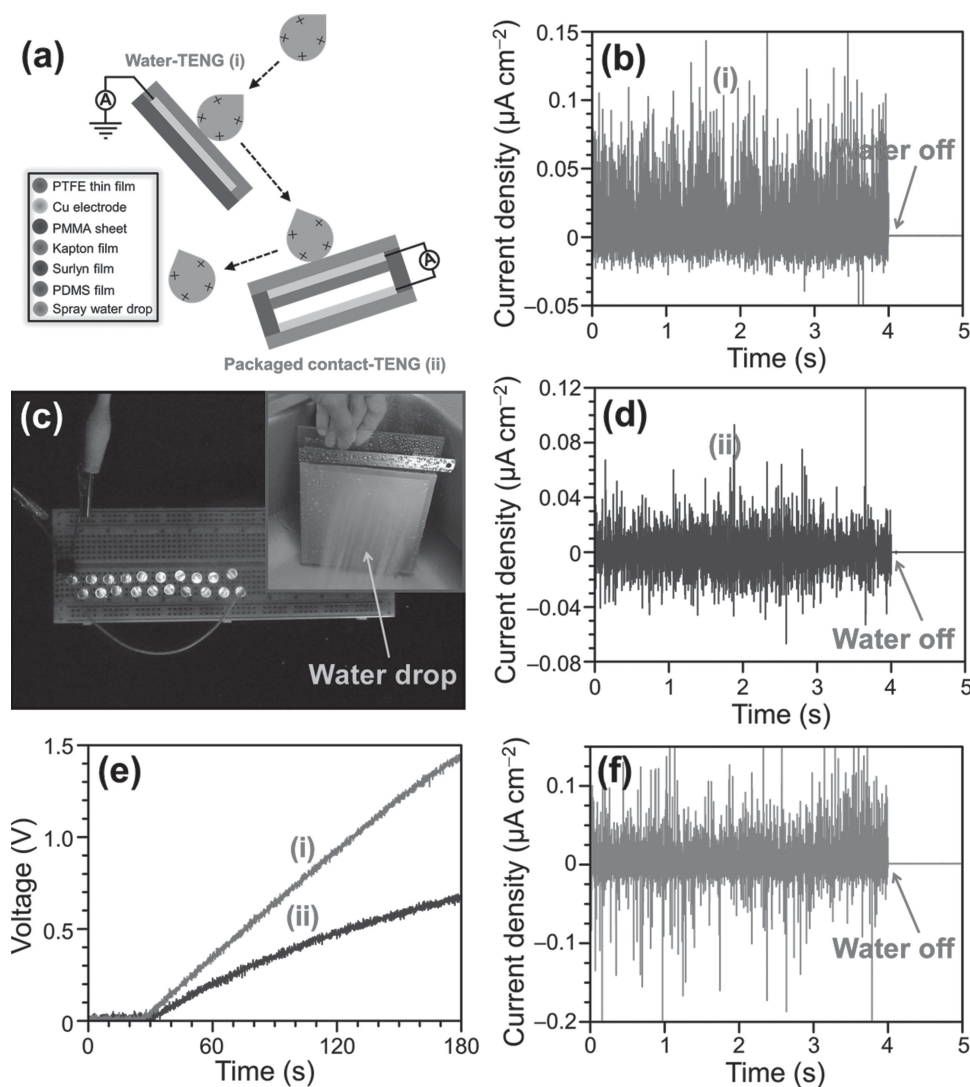 (a)
Water-TENG (i)
A
PTFE thin film
Cu electrode
PMMA sheet
Kapton film
Surlyn film
PDMS film
Spray water drop
A
Packaged contact-TENG (ii)
(b)
(i)
Water off
Current density (µA cm⁻²)
0.15
0.1
0.05
0
−0.05
0 1 2 3 4 5
Time (s)
(c)
Water drop
(d)
(ii)
Water off
Current density (µA cm⁻²)
0.12
0.08
0.04
0
−0.04
−0.08
0 1 2 3 4 5
Time (s)
(e)
(i)
(ii)
Voltage (V)
1.5
1.0
0.5
0
0 60 120 180
Time (s)
(f)
Water off
Current density (µA cm⁻²)
0.1
0
−0.1
−0.2
0 1 2 3 4 5
Time (s)